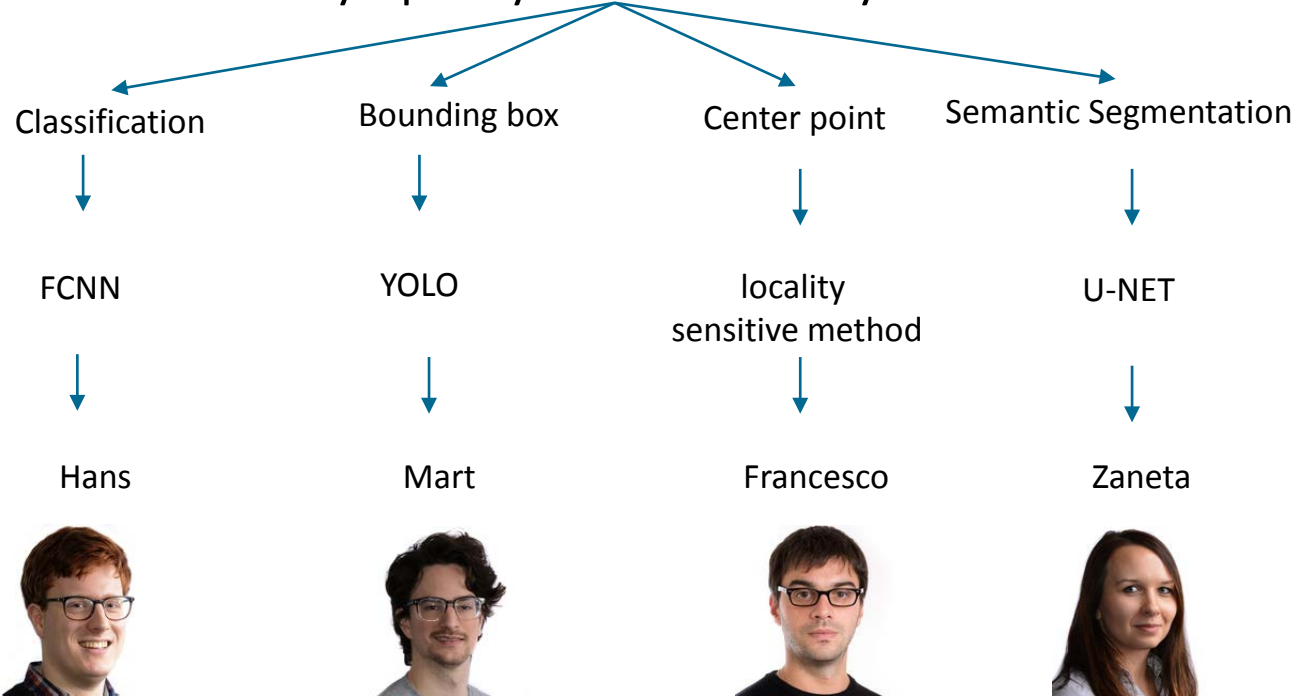 Classification
Bounding box
Center point
Semantic Segmentation
FCNN
YOLO
locality
sensitive method
U-NET
Hans
Mart
Francesco
Zaneta